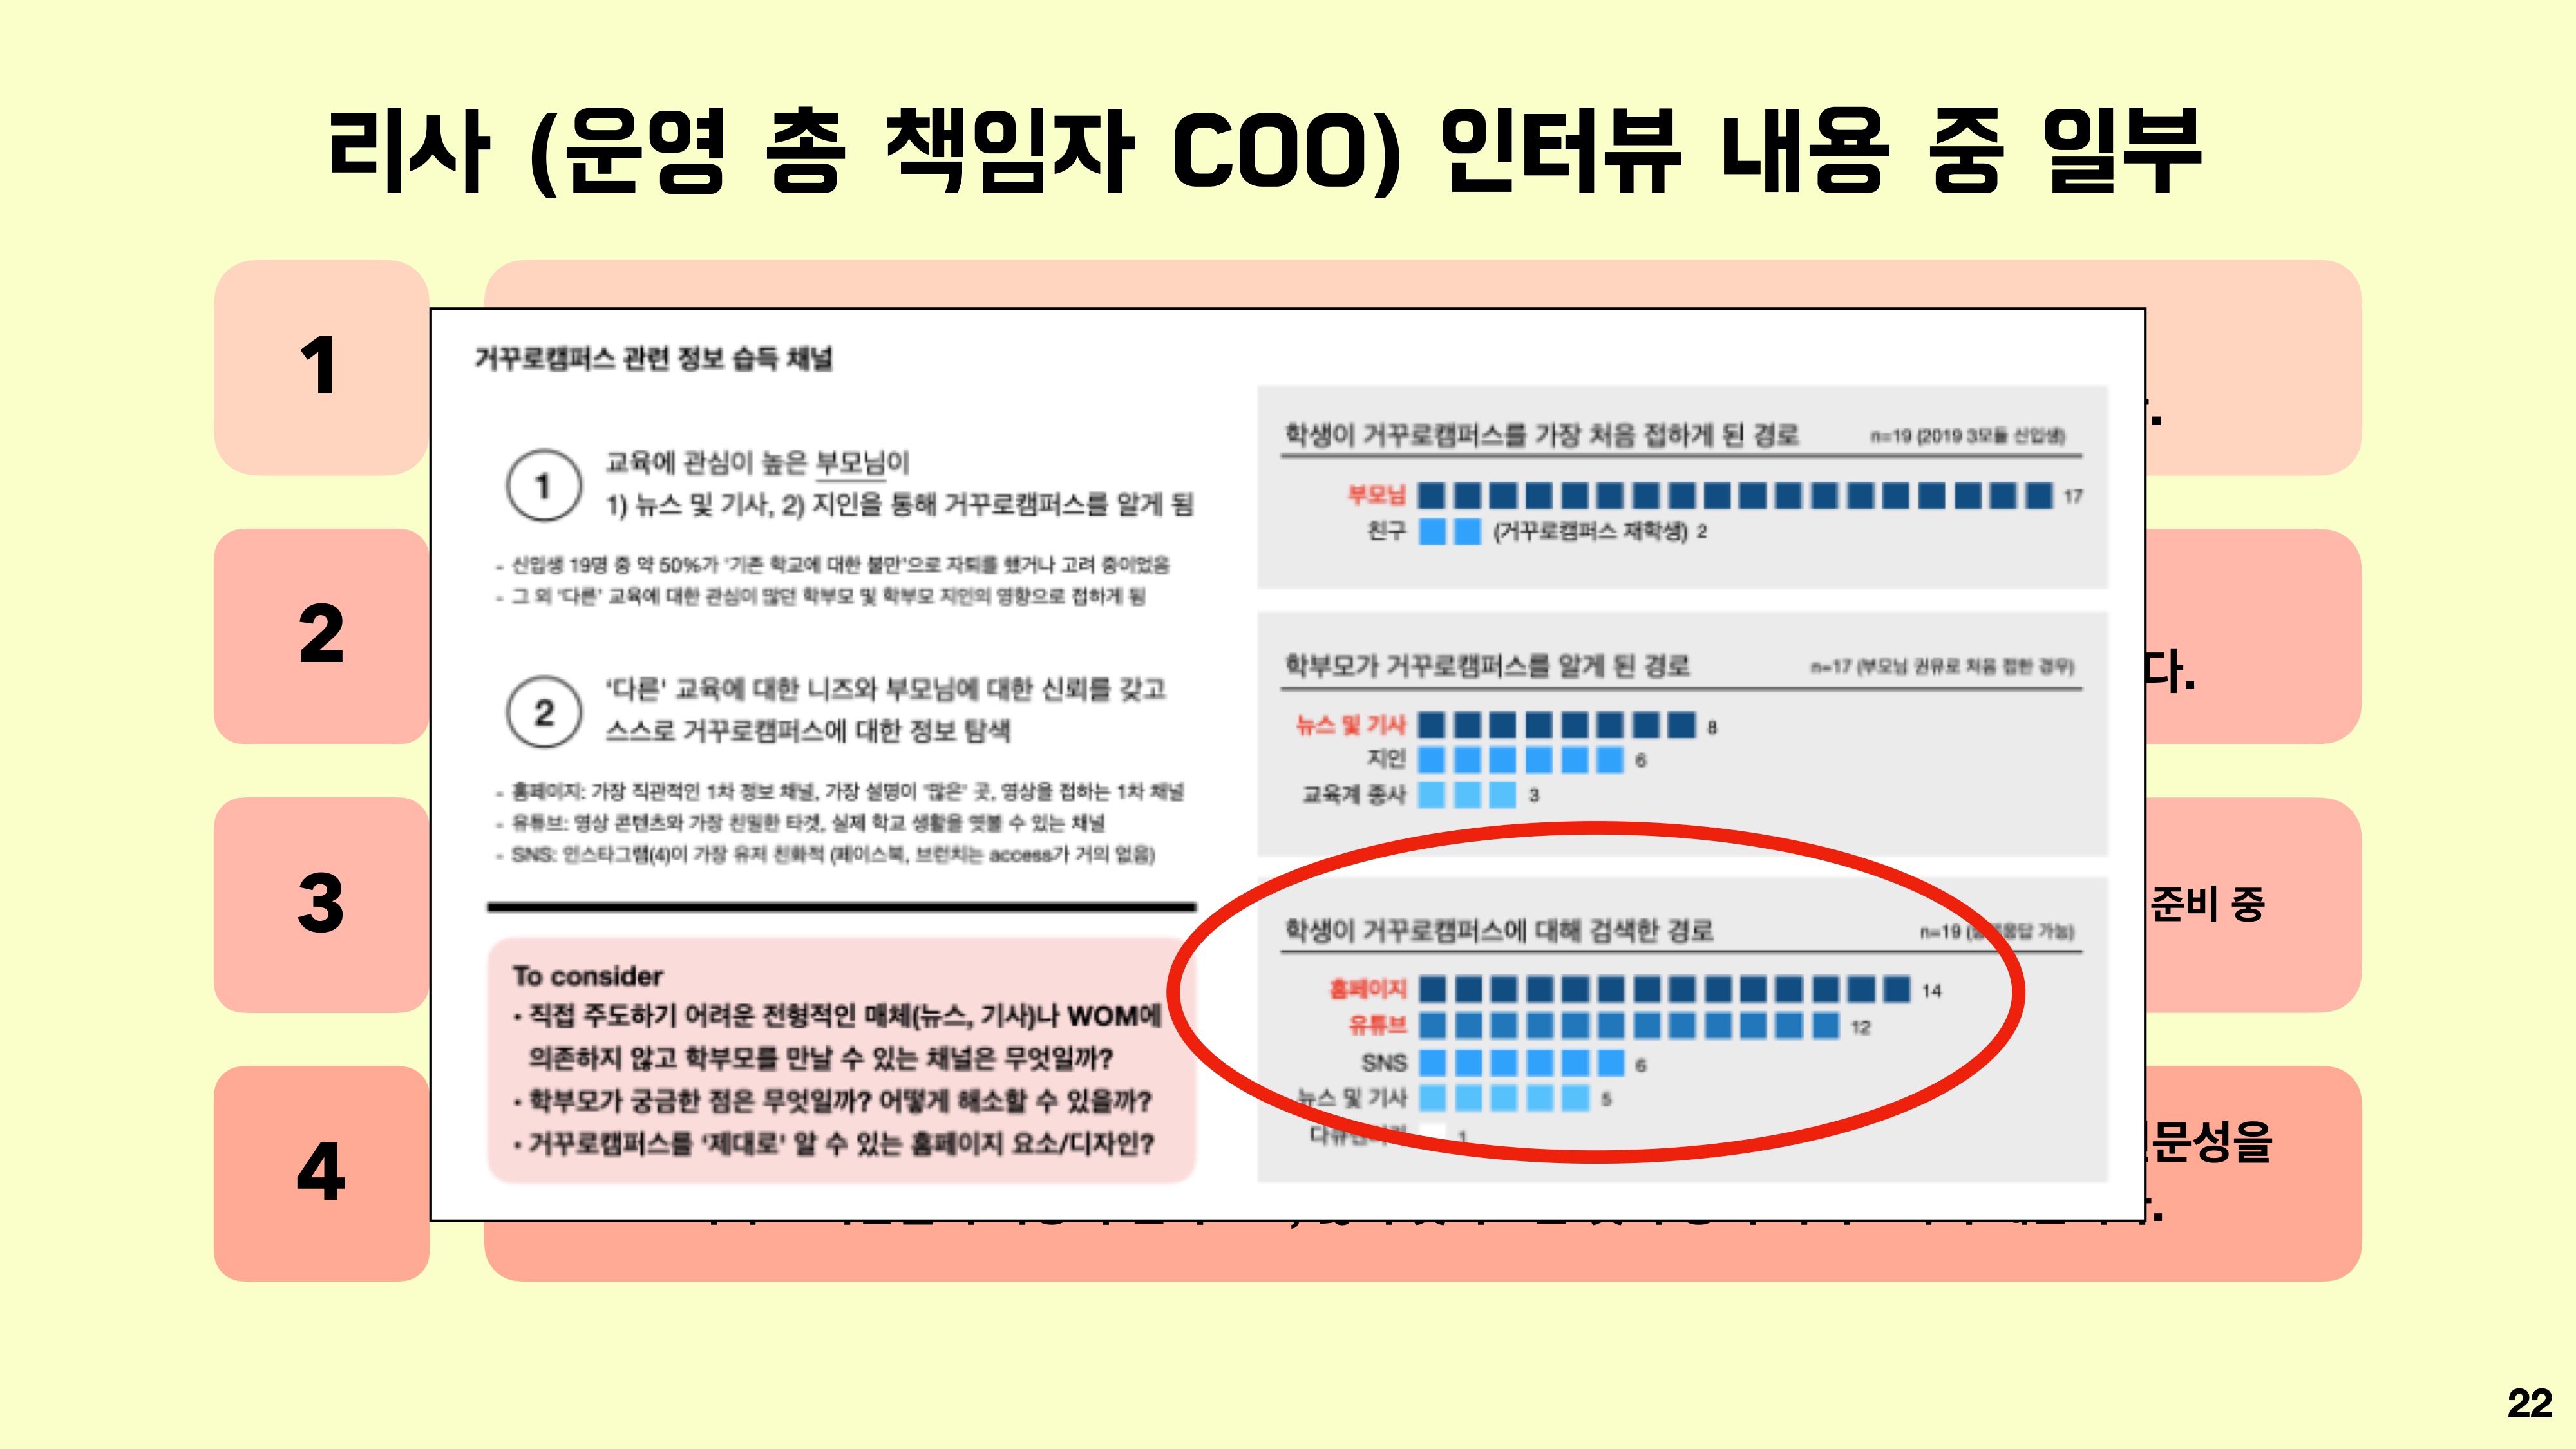 리사 (운영 총 책임자 COO) 인터뷰 내용 중 일부
1
2
3
4
거꾸로캠퍼스 관련 정보 습득 채널
1
교육에 관심이 높은 부모님이
1) 뉴스 및 기사, 2) 지인을 통해 거꾸로캠퍼스를 알게 됨
- 신입생 19명 중 약 50%가 '기존 학교에 대한 불만'으로 자퇴를 했거나 고려 중이었음
- 그 외 '다른' 교육에 대한 관심이 많던 학부모 및 학부모 지인의 영향으로 접하게 됨
2
'다른' 교육에 대한 니즈와 부모님에 대한 신뢰를 갖고
스스로 거꾸로캠퍼스에 대한 정보 탐색
- 홈페이지: 가장 직관적인 1차 정보 채널, 가장 설명이 '많은' 곳, 영상을 접하는 1차 채널
- 유튜브: 영상 콘텐츠와 가장 친밀한 타겟, 실제 학교 생활을 엿볼 수 있는 채널
- SNS: 인스타그램(4)이 가장 유저 친화적 (페이스북, 브런치는 access가 거의 없음)
To consider
• 직접 주도하기 어려운 전형적인 매체(뉴스, 기사)나 WOM에
의존하지 않고 학부모를 만날 수 있는 채널은 무엇일까?
• 학부모가 궁금한 점은 무엇일까? 어떻게 해소할 수 있을까?
• 거꾸로캠퍼스를 '제대로' 알 수 있는 홈페이지 요소/디자인?
학생이 거꾸로캠퍼스를 가장 처음 접하게 된 경로 n=19 (2019 3모듈 신입생)
부모님 17
친구 (거꾸로캠퍼스 재학생) 2
학부모가 거꾸로캠퍼스를 알게 된 경로 n=17 (부모님 권유로 처음 접한 경우)
뉴스 및 기사 8
지인 6
교육계 종사 3
학생이 거꾸로캠퍼스에 대해 검색한 경로 n=19 가능)
홈페이지 14
유튜브 12
SNS 6
뉴스 및 기사 5
1
다.
준비 중
문성을
22